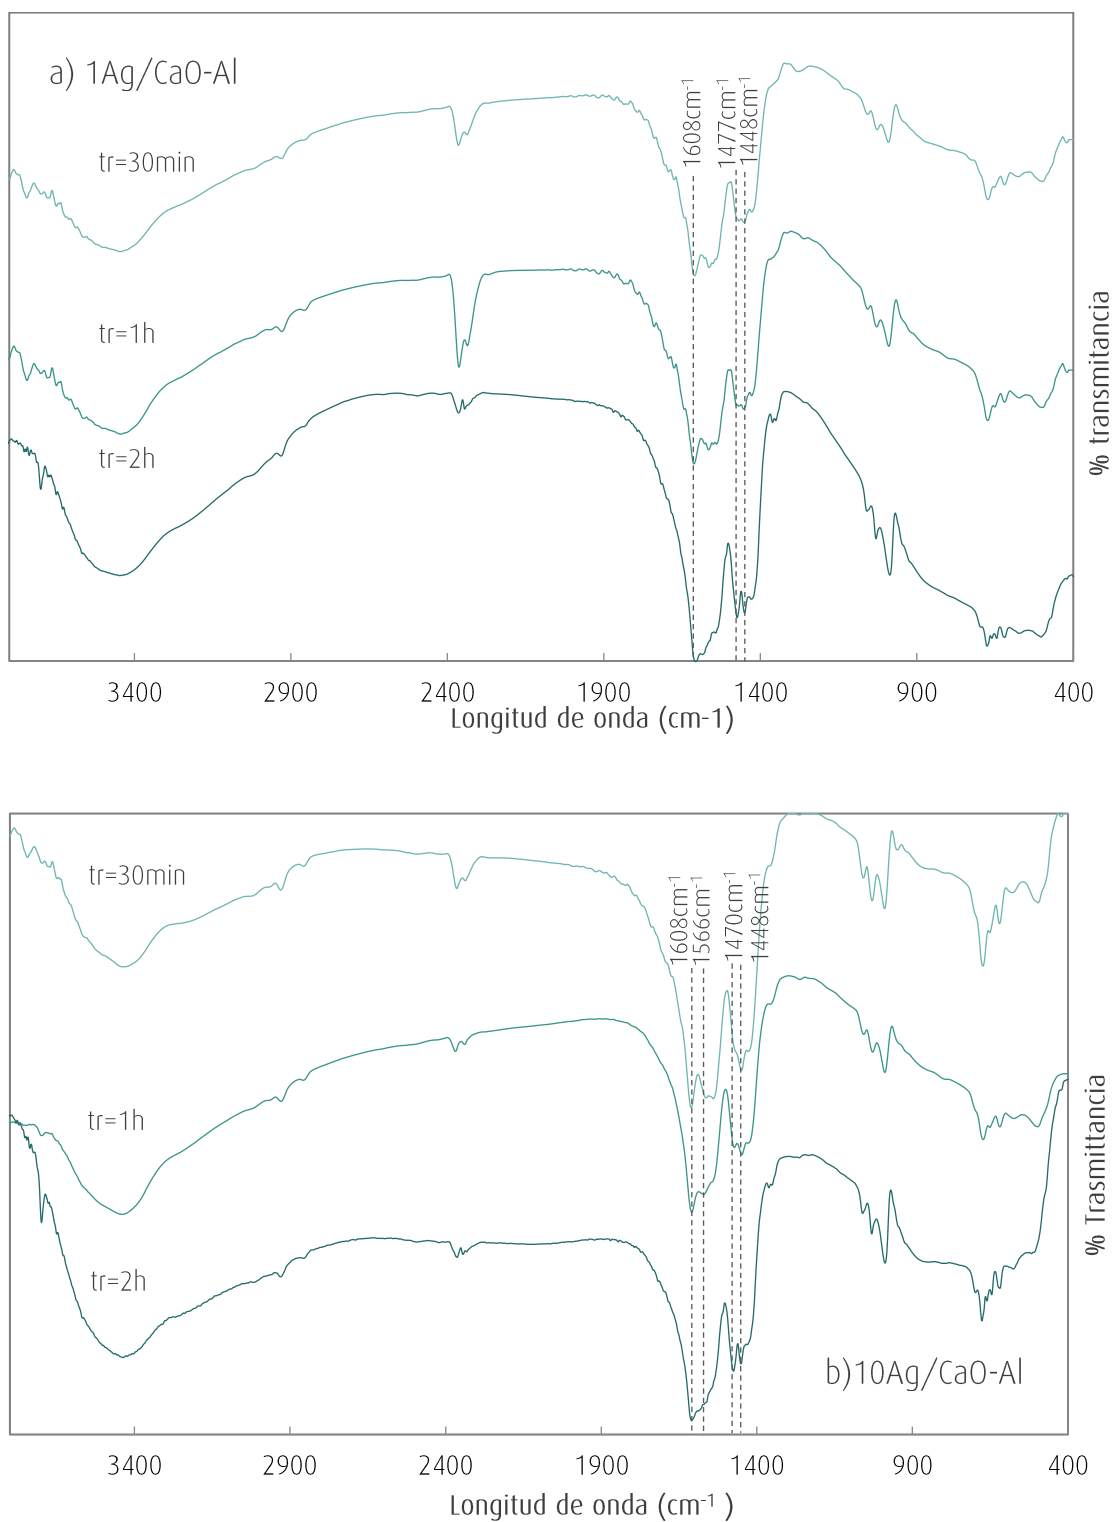 a) 1Ag/CaO-Al
1608cm-1
1477cm-1
1448cm-1
tr=30min
tr=1h
tr=2h
% transmitancia
3400 2900 2400 1900 1400 900 400
Longitud de onda (cm-1)
tr=30min
1608cm-1
1566cm-1
1470cm-1
1448cm-1
tr=1h
tr=2h
% Trasmittancia
b)10Ag/CaO-Al
3400 2900 2400 1900 1400 900 400
Longitud de onda (cm-1 )